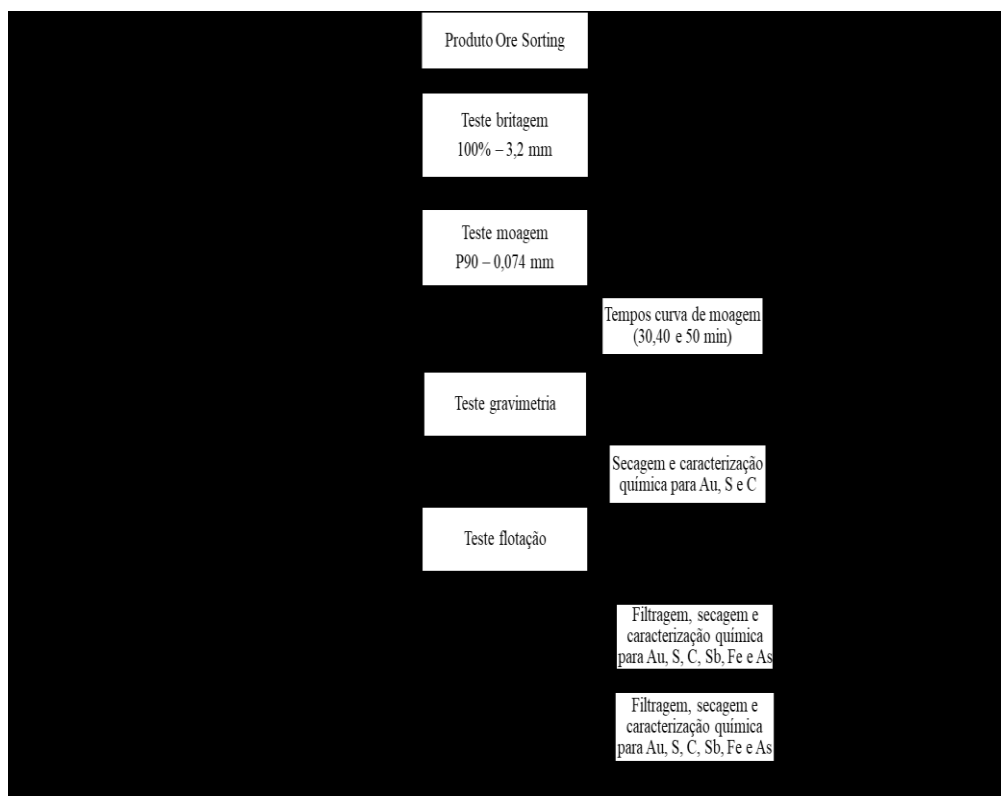 Produto Ore Sorting
Teste britagem
100% – 3,2 mm
Teste moagem
P90 – 0,074 mm
Tempos curva de moagem
(30,40 e 50 min)
Teste gravimetria
Secagem e caracterização
química para Au, S e C
Teste flotação
Filtragem, secagem e
caracterização química
para Au, S, C, Sb, Fe e As
Filtragem, secagem e
caracterização química
para Au, S, C, Sb, Fe e As